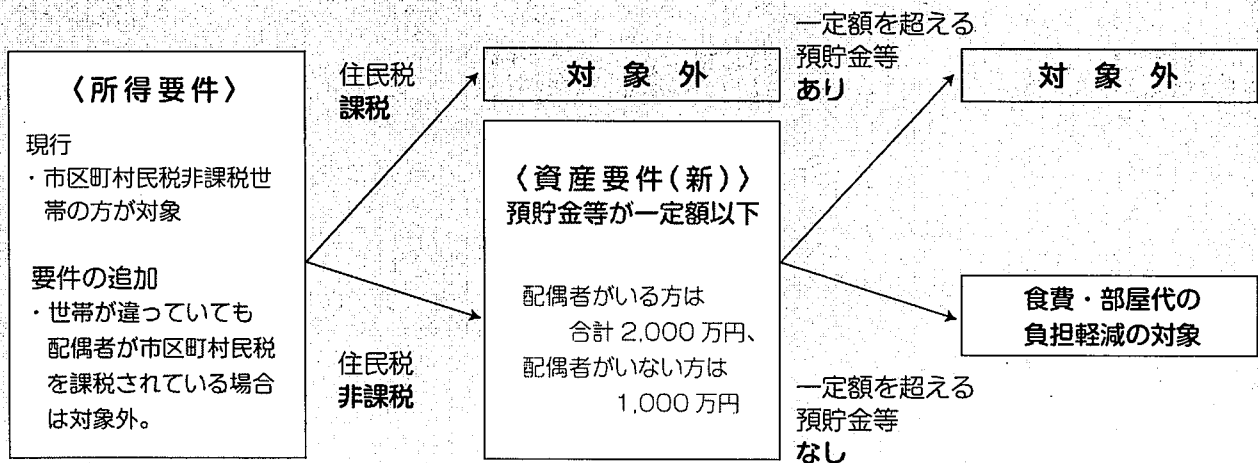 〈所得要件〉
現行
・市区町村民税非課税世
帯の方が対象
要件の追加
・世帯が違っていても
配偶者が市区町村民税
を課税されている場合
は対象外。
住民税
課税
住民税
非課税
対象外
〈資産要件(新)〉
預貯金等が一定額以下
配偶者がいる方は
合計2,000万円、
配偶者がいない方は
1,000万円
一定額を超える
預貯金等
あり
一定額を超える
預貯金等
なし
対象外
食費・部屋代の
負担軽減の対象